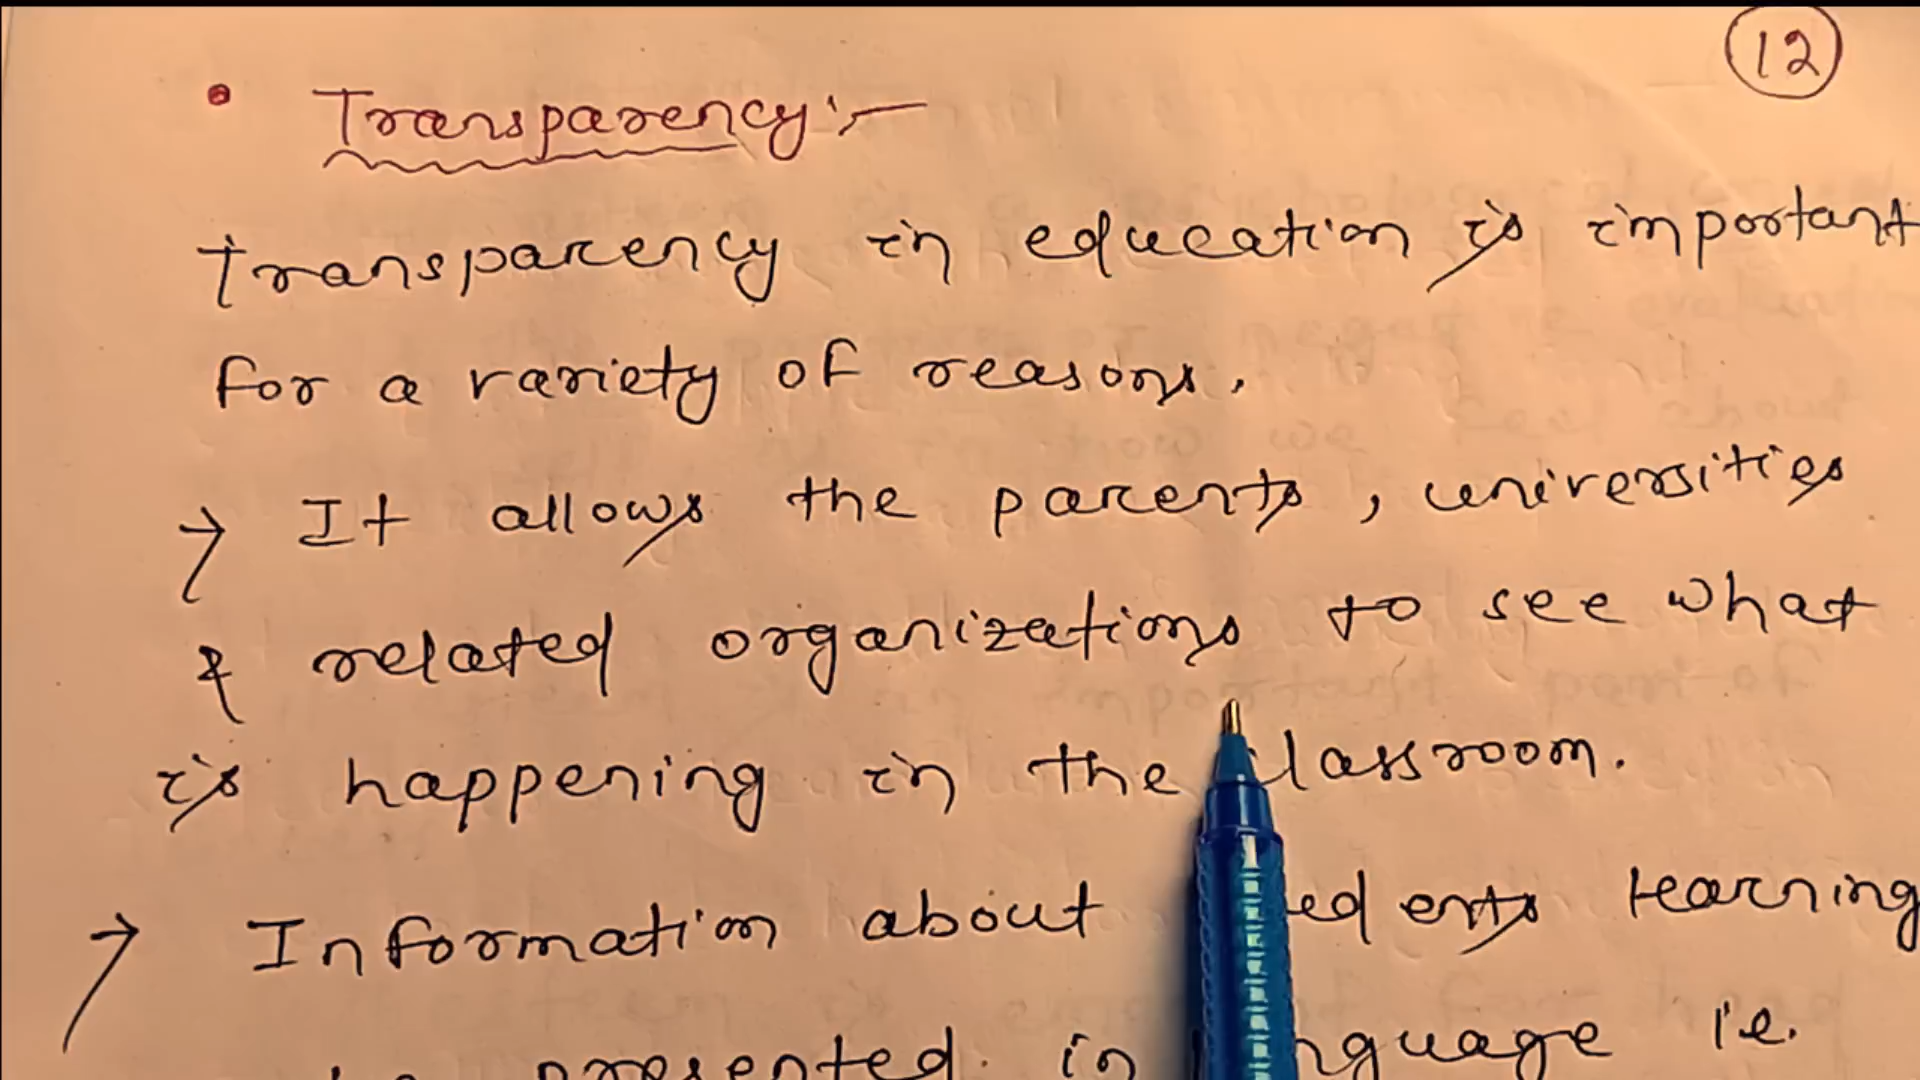 12
• Transparency :-
Transparency in education is important
for a variety of reasons.
→ It allows the parents, universities
& related organizations to see what
is happening in the classroom.
→ Information about learning
presented in i.e.